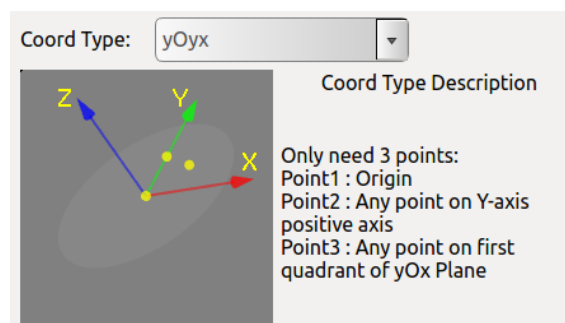 Coord Type: yOyx
Coord Type Description
Z Y
X
Only need 3 points:
Point1 : Origin
Point2 : Any point on Y-axis
positive axis
Point3 : Any point on first
quadrant of yOx Plane